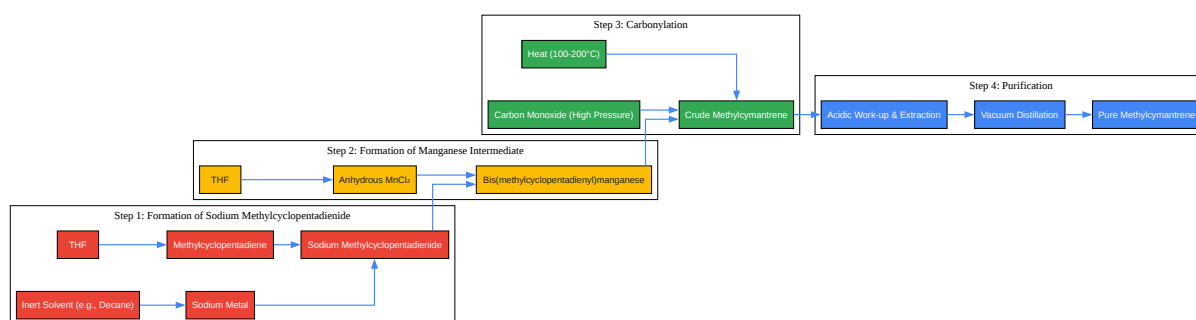 Step 3: Carbonylation
Heat (100-200°C)
Carbon Monoxide (High Pressure)
Crude Methylcymantrene
Step 4: Purification
Acidic Work-up & Extraction
Vacuum Distillation
Pure Methylcymantrene
Step 2: Formation of Manganese Intermediate
THF
Anhydrous MnCl₂
Bis(methylcyclopentadienyl)manganese
Step 1: Formation of Sodium Methylcyclopentadienide
THF
Methylcyclopentadiene
Sodium Methylcyclopentadienide
Inert Solvent (e.g., Decane)
Sodium Metal